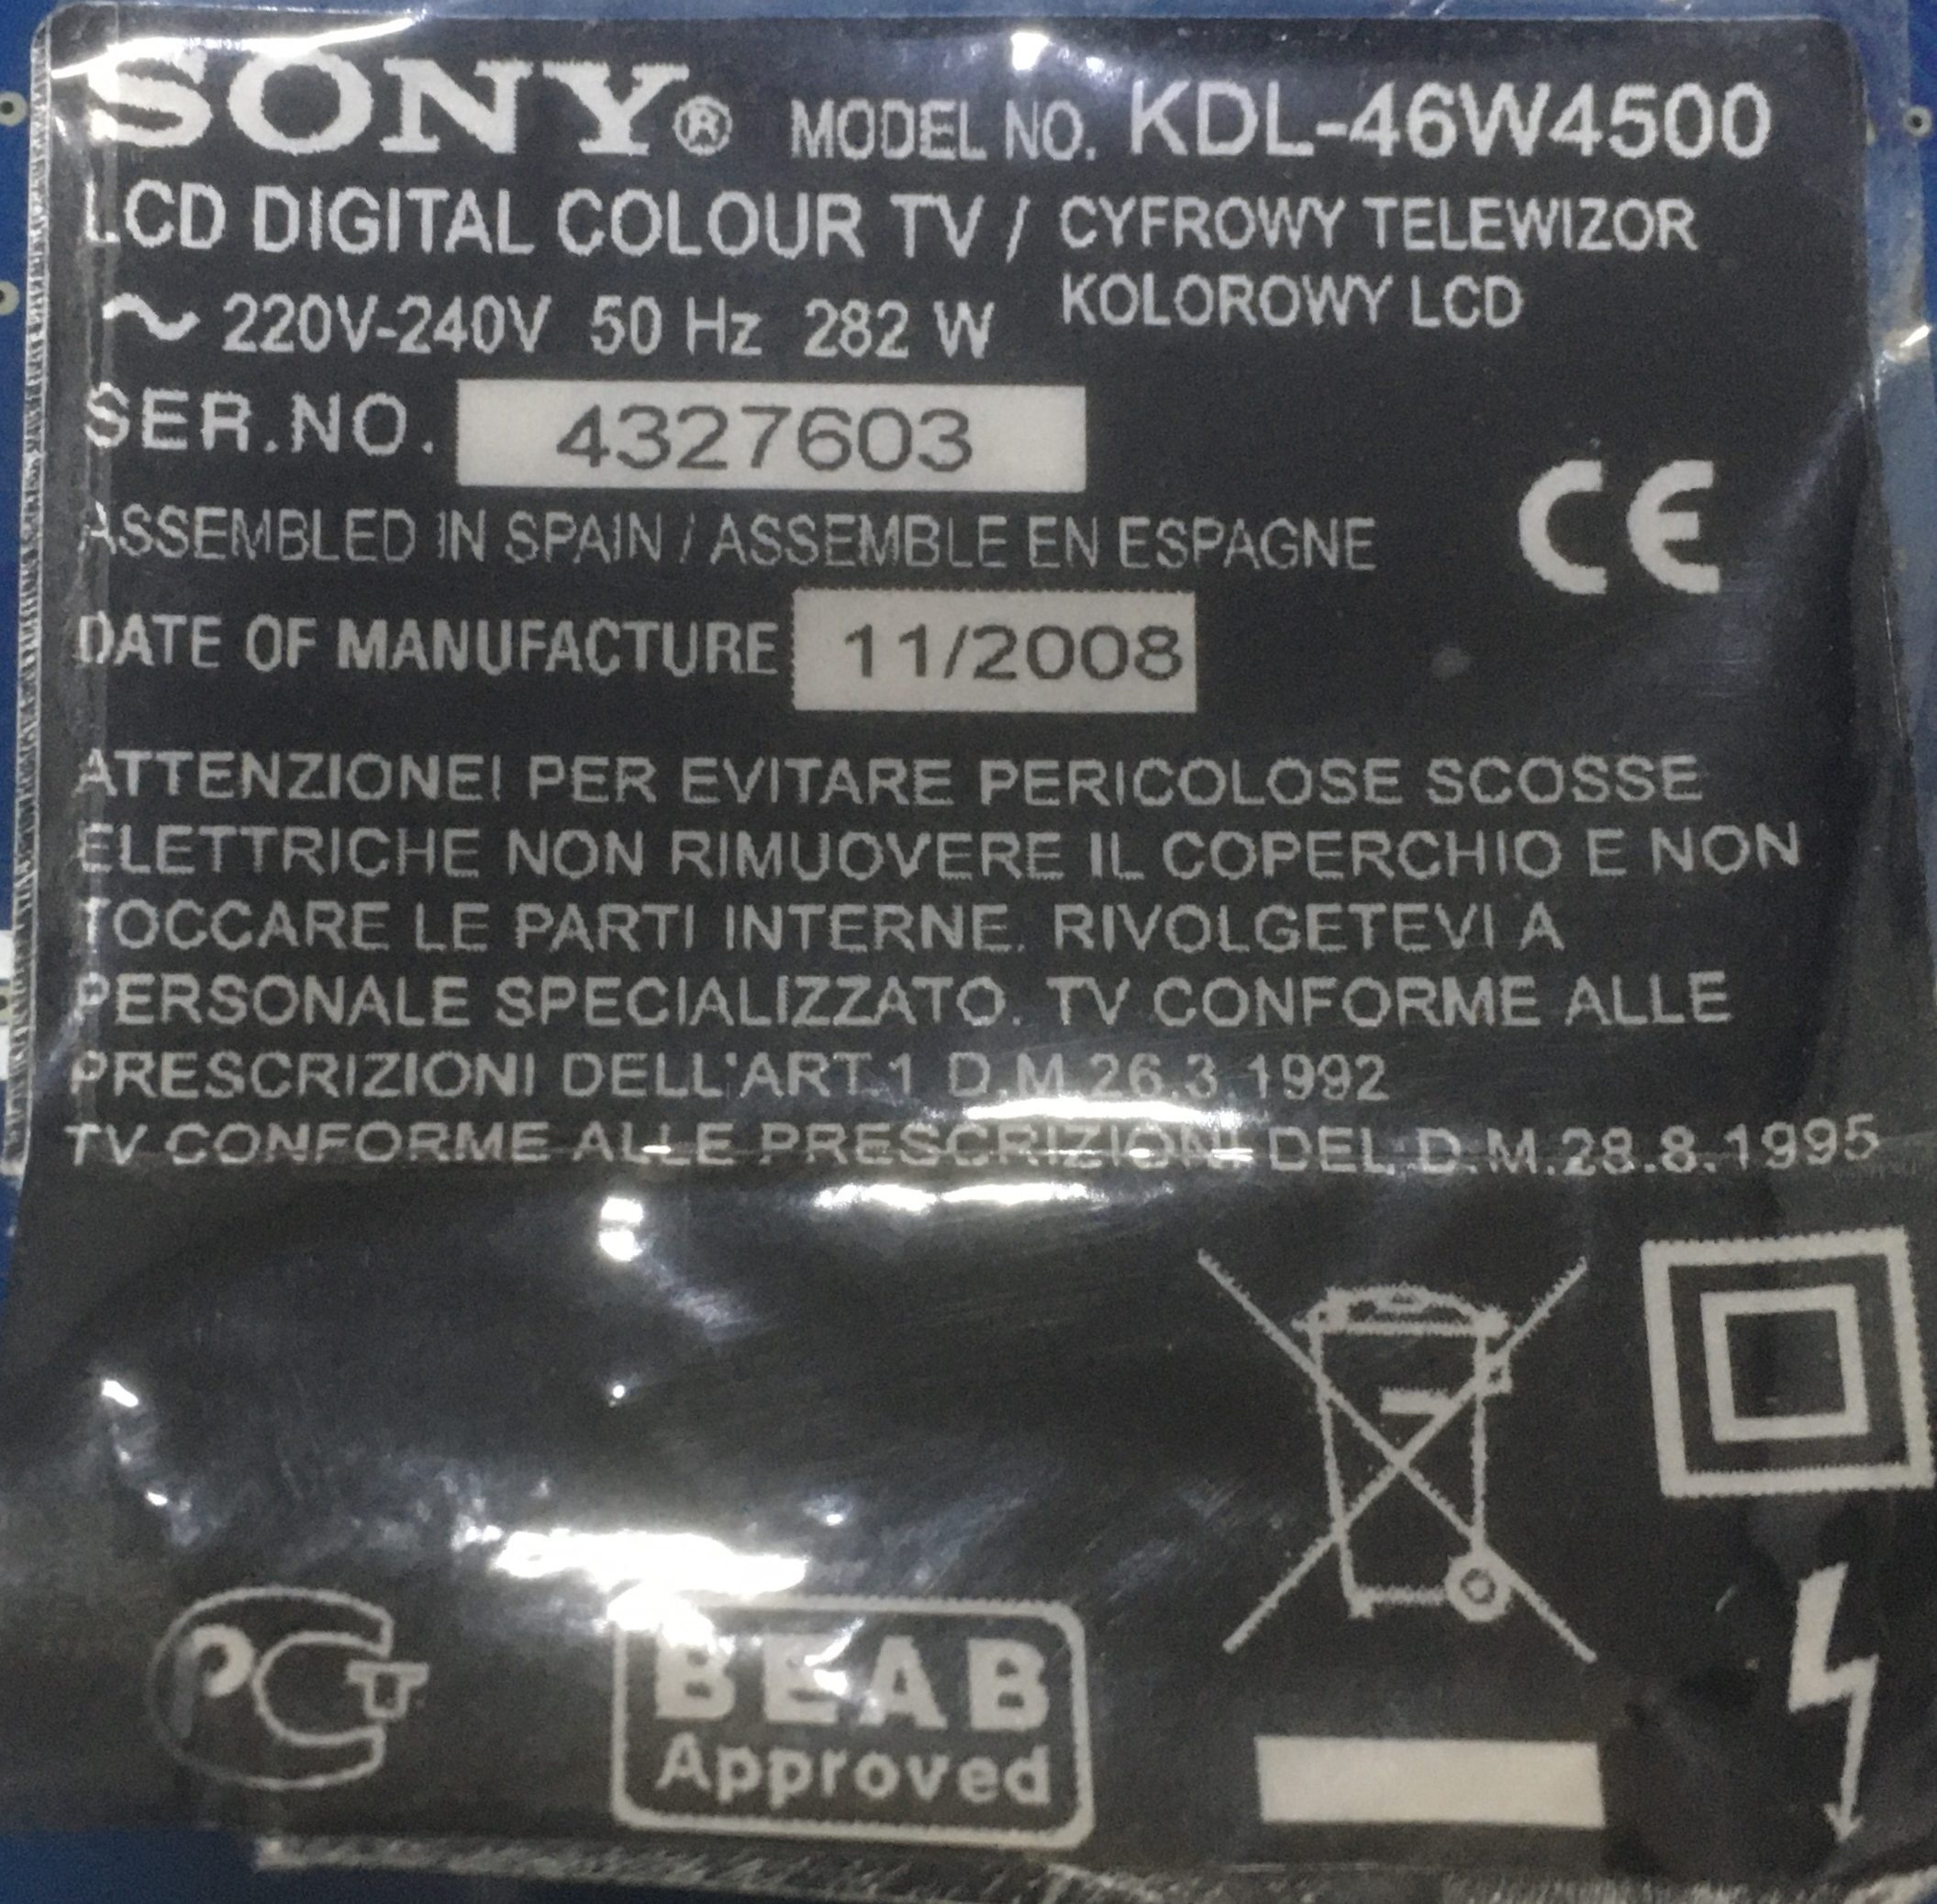 SONY® MODEL NO. KDL-46W4500
LCD DIGITAL COLOUR TV / CYFROWY TELEWIZOR
KOLOROWY LCD
~ 220V-240V 50 Hz 282 W
SER.NO. 4327603
ASSEMBLED IN SPAIN / ASSEMBLE EN ESPAGNE
CE
DATE OF MANUFACTURE 11/2008
ATTENZIONE! PER EVITARE PERICOLOSE SCOSSE
ELETTRICHE NON RIMUOVERE IL COPERCHIO E NON
TOCCARE LE PARTI INTERNE. RIVOLGETEVI A
PERSONALE SPECIALIZZATO. TV CONFORME ALLE
PRESCRIZIONI DELL'ART.1 D.M.26.3.1992
TV CONFORME ALLE PRESCRIZIONI DEL D.M.28.8.1995
PCT
BEAB
Approved